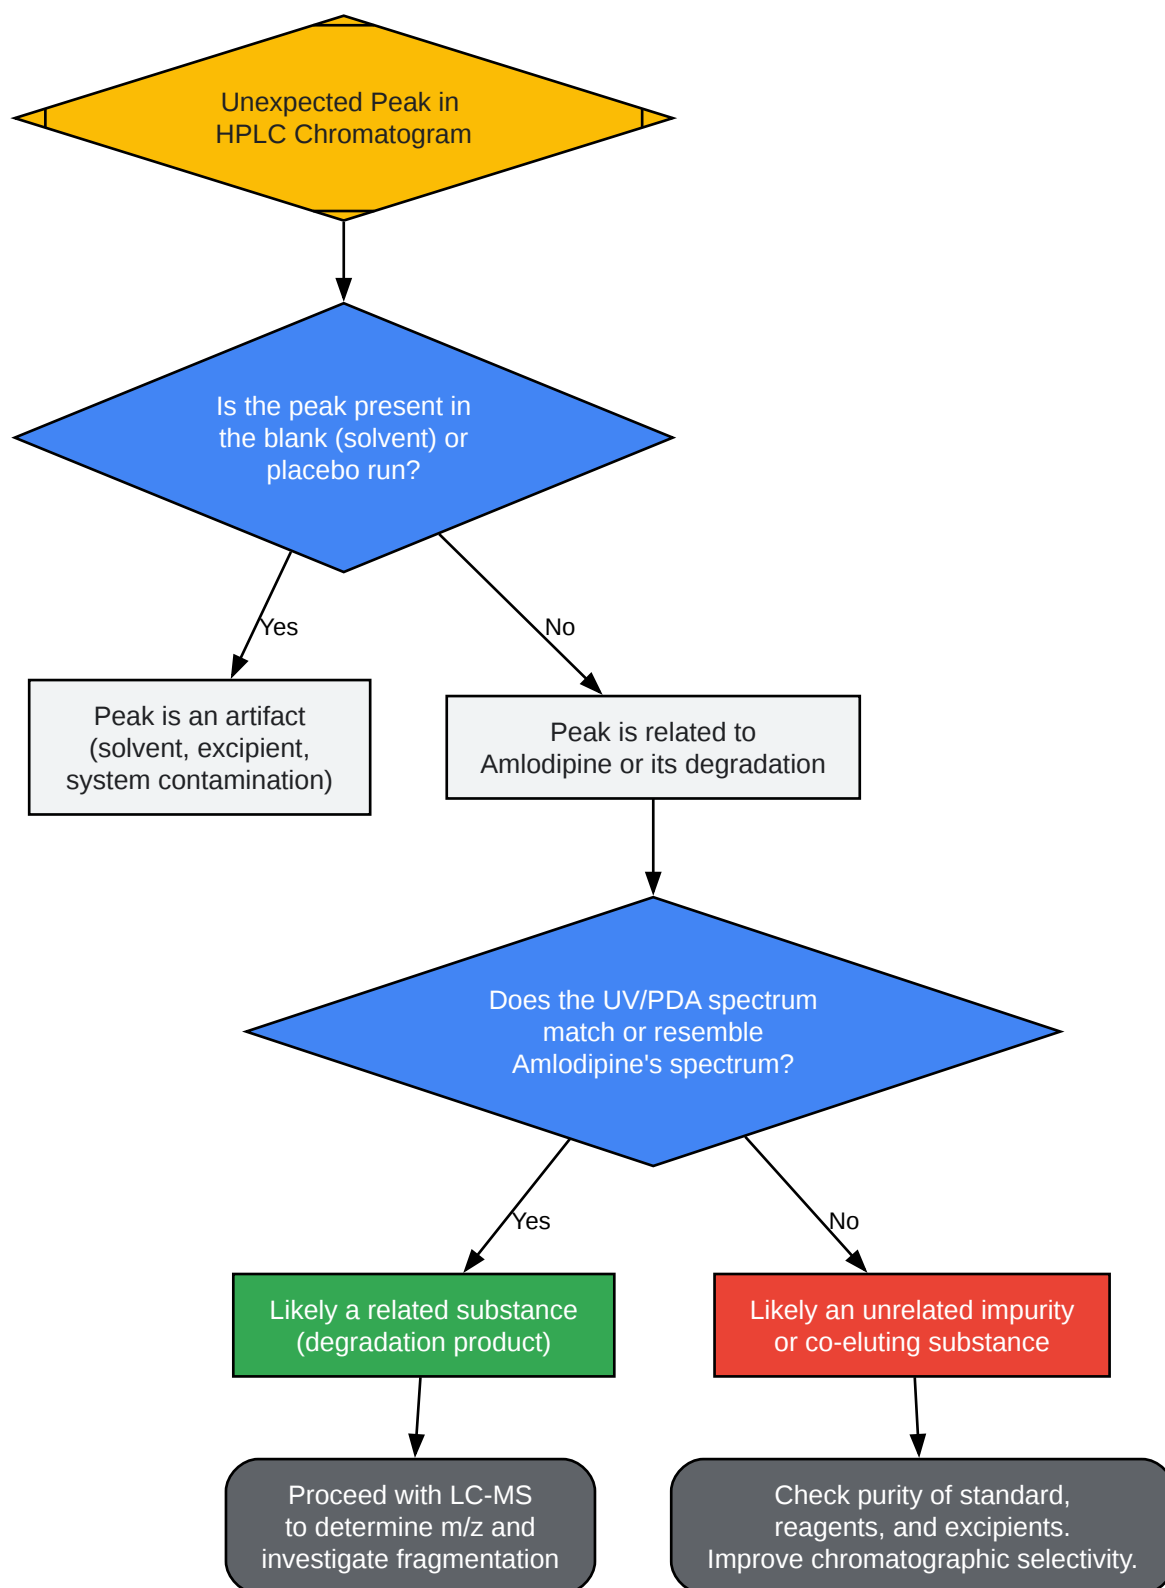 Unexpected Peak in
HPLC Chromatogram
Is the peak present in
the blank (solvent) or
placebo run?
Yes
No
Peak is an artifact
(solvent, excipient,
system contamination)
Peak is related to
Amlodipine or its degradation
Does the UV/PDA spectrum
match or resemble
Amlodipine's spectrum?
Yes
No
Likely a related substance
(degradation product)
Likely an unrelated impurity
or co-eluting substance
Proceed with LC-MS
to determine m/z and
investigate fragmentation
Check purity of standard,
reagents, and excipients.
Improve chromatographic selectivity.